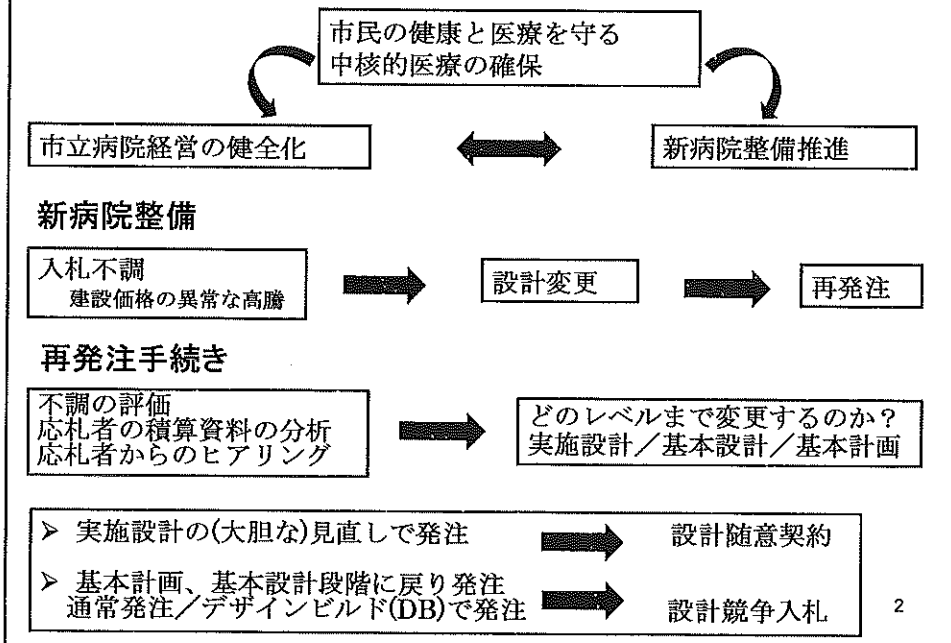 市民の健康と医療を守る
中核的医療の確保
市立病院経営の健全化
新病院整備推進
新病院整備
入札不調
建設価格の異常な高騰
設計変更
再発注
再発注手続き
不調の評価
応札者の積算資料の分析
応札者からのヒアリング
どのレベルまで変更するのか?
実施設計/基本設計/基本計画
➢ 実施設計の(大胆な)見直しで発注
設計随意契約
➢ 基本計画、基本設計段階に戻り発注
通常発注/デザインビルド(DB)で発注
設計競争入札
2